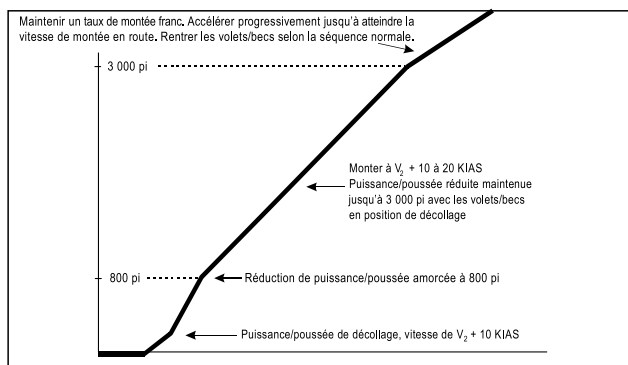 Maintenir un taux de montée franc. Accélérer progressivement jusqu'à atteindre la
vitesse de montée en route. Rentrer les volets/becs selon la séquence normale.
3 000 pi
Monter à V2 + 10 à 20 KIAS
Puissance/poussée réduite maintenue
jusqu'à 3 000 pi avec les volets/becs
en position de décollage
800 pi
Réduction de puissance/poussée amorcée à 800 pi
Puissance/poussée de décollage, vitesse de V2 + 10 KIAS